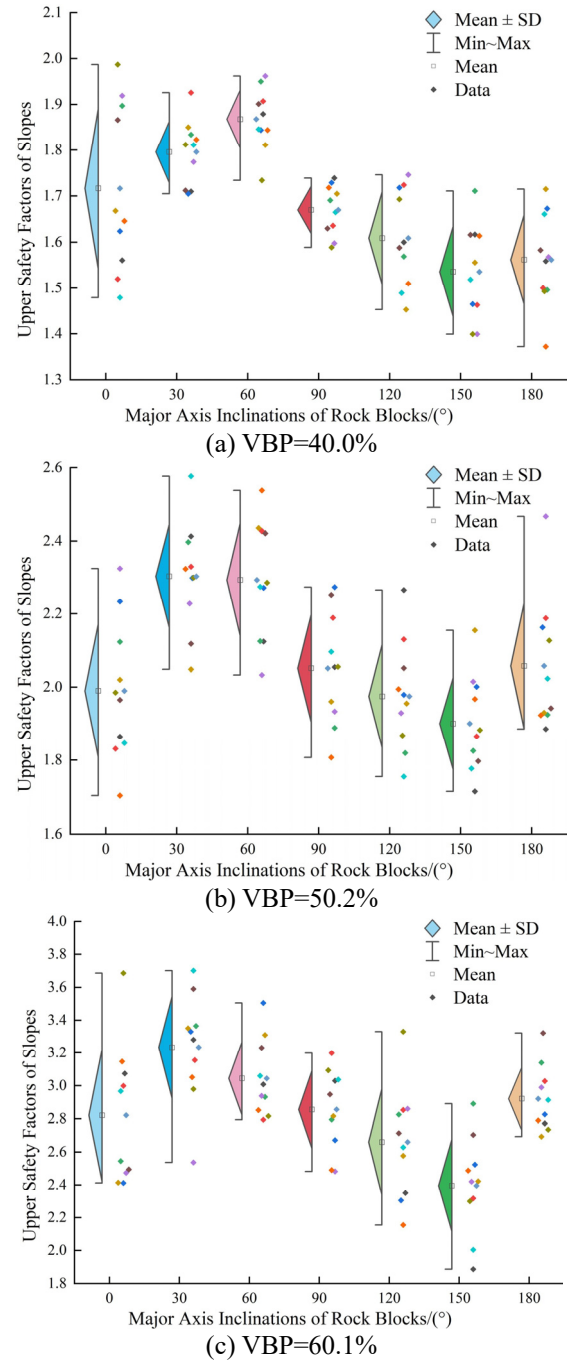 2.1
2.0
1.9
1.8
1.7
1.6
1.5
1.4
1.3
Upper Safety Factors of Slopes
Mean ± SD
Min~Max
Mean
Data
0 30 60 90 120 150 180
Major Axis Inclinations of Rock Blocks/(°)
(a) VBP=40.0%
2.6
2.4
2.2
2.0
1.8
1.6
Upper Safety Factors of Slopes
Mean ± SD
Min~Max
Mean
Data
0 30 60 90 120 150 180
Major Axis Inclinations of Rock Blocks/(°)
(b) VBP=50.2%
4.0
3.8
3.6
3.4
3.2
3.0
2.8
2.6
2.4
2.2
2.0
1.8
Upper Safety Factors of Slopes
Mean ± SD
Min~Max
Mean
Data
0 30 60 90 120 150 180
Major Axis Inclinations of Rock Blocks/(°)
(c) VBP=60.1%